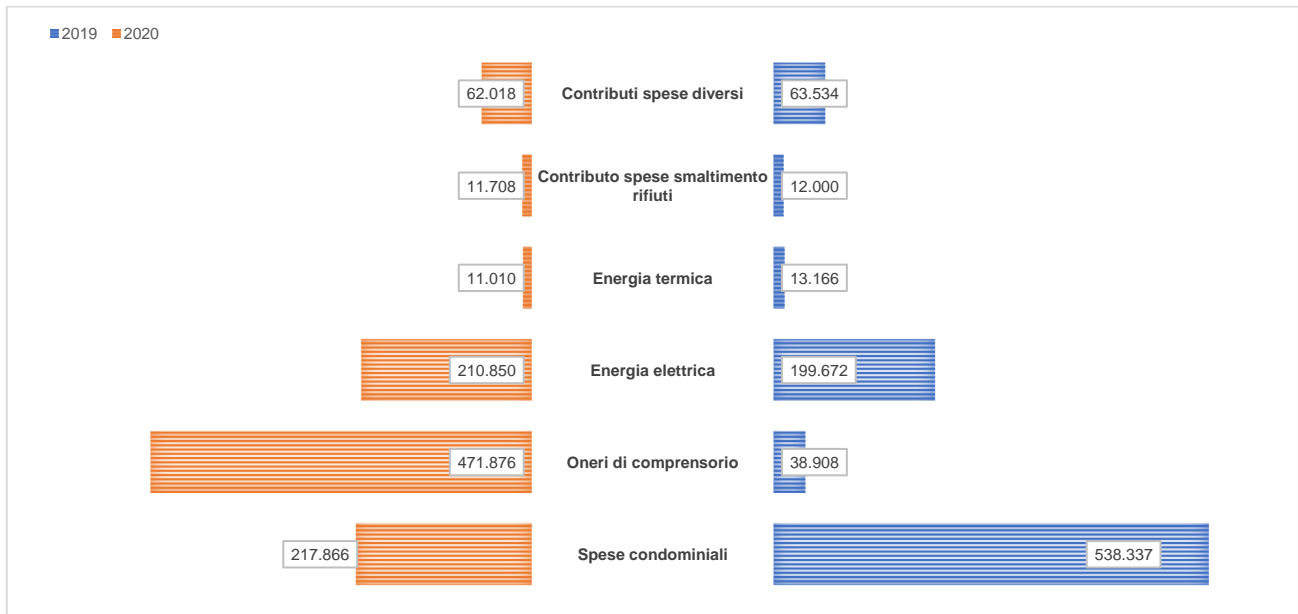 2019 2020
62.018 Contributi spese diversi 63.534
11.708 Contributo spese smaltimento rifiuti 12.000
11.010 Energia termica 13.166
210.850 Energia elettrica 199.672
471.876 Oneri di comprensorio 38.908
217.866 Spese condominiali 538.337